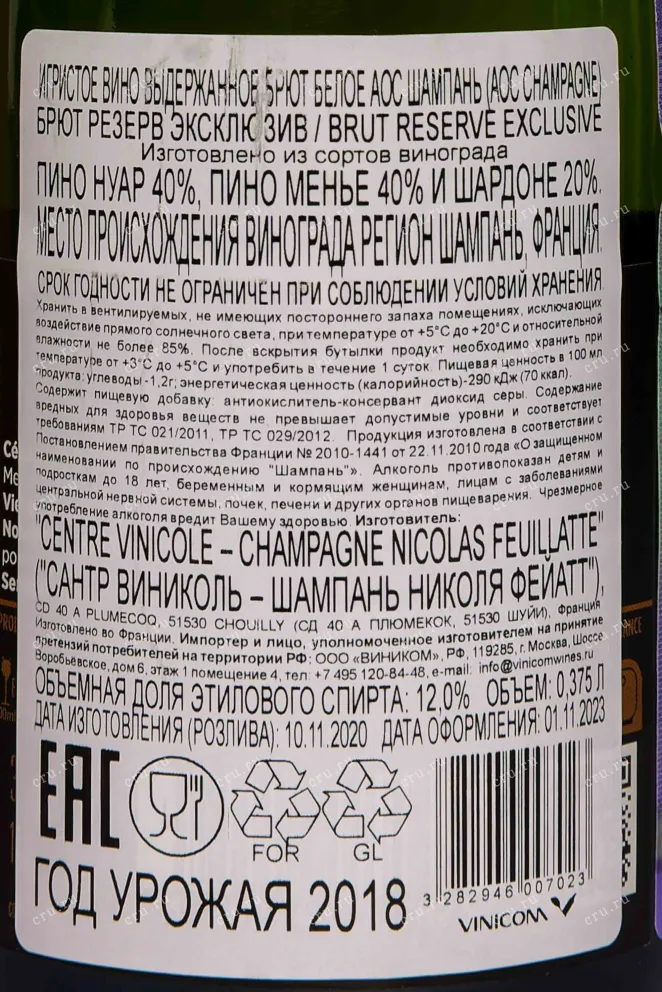 ИГРИСТОЕ ВИНО ВЫДЕРЖАННОЕ БРЮТ БЕЛОЕ АОС ШАМПАНЬ (AOC CHAMPAGNE)
БРЮТ РЕЗЕРВ ЭКСКЛЮЗИВ / BRUT RESERVE EXCLUSIVE
Изготовлено из сортов винограда
ПИНО НУАР 40%, ПИНО МЕНЬЕ 40% И ШАРДОНЕ 20%.
МЕСТО ПРОИСХОЖДЕНИЯ ВИНОГРАДА РЕГИОН ШАМПАНЬ, ФРАНЦИЯ.
СРОК ГОДНОСТИ НЕ ОГРАНИЧЕН ПРИ СОБЛЮДЕНИИ УСЛОВИЙ ХРАНЕНИЯ
Хранить в вентилируемых, не имеющих постороннего запаха помещениях, исключающих
воздействие прямого солнечного света, при температуре от +5°С до +20°С и относительной
влажности не более 85%. После вскрытия бутылки продукт необходимо хранить при
температуре от +3°С до +5°С и употребить в течение 1 суток. Пищевая ценность в 100 мл
продукта: углеводы -1,2г; энергетическая ценность (калорийность)-290 кДж (70 ккал).
Содержит пищевую добавку: антиокислитель-консервант диоксид серы. Содержание
вредных для здоровья веществ не превышает допустимые уровни и соответствует
требованиям ТР ТС 021/2011, ТР ТС 029/2012. Продукция изготовлена в соответствии с
Постановлением правительства Франции № 2010-1441 от 22.11.2010 года «О защищенном
наименовании по происхождению "Шампань"». Алкоголь противопоказан детям и
подросткам до 18 лет, беременным и кормящим женщинам, лицам с заболеваниями
центральной нервной системы, почек, печени и других органов пищеварения. Чрезмерное
употребление алкоголя вредит Вашему здоровью. Изготовитель:
"CENTRE VINICOLE – CHAMPAGNE NICOLAS FEUILLATTE"
("САНТР ВИНИКОЛЬ – ШАМПАНЬ НИКОЛЯ ФЕЙАТТ"),
CD 40 A PLUMECOQ, 51530 CHOUILLY (СД 40 А ПЛЮМЕКОК, 51530 ШУЙИ), Франция
Изготовлено во Франции. Импортер и лицо, уполномоченное изготовителем на принятие
претензий потребителей на территории РФ: ООО «ВИНИКОМ», РФ, 119285, г. Москва, Шоссе
Воробьевское, дом 6, этаж 1 помещение 4, тел: +7 495 120-84-48, e-mail: info@vinicomwines.ru
ОБЪЕМНАЯ ДОЛЯ ЭТИЛОВОГО СПИРТА: 12,0% ОБЪЕМ: 0,375 Л
ДАТА ИЗГОТОВЛЕНИЯ (РОЗЛИВА): 10.11.2020 ДАТА ОФОРМЛЕНИЯ: 01.11.2023
EAC
FOR GL
3 282946 007023
VINICOM
ГОД УРОЖАЯ 2018